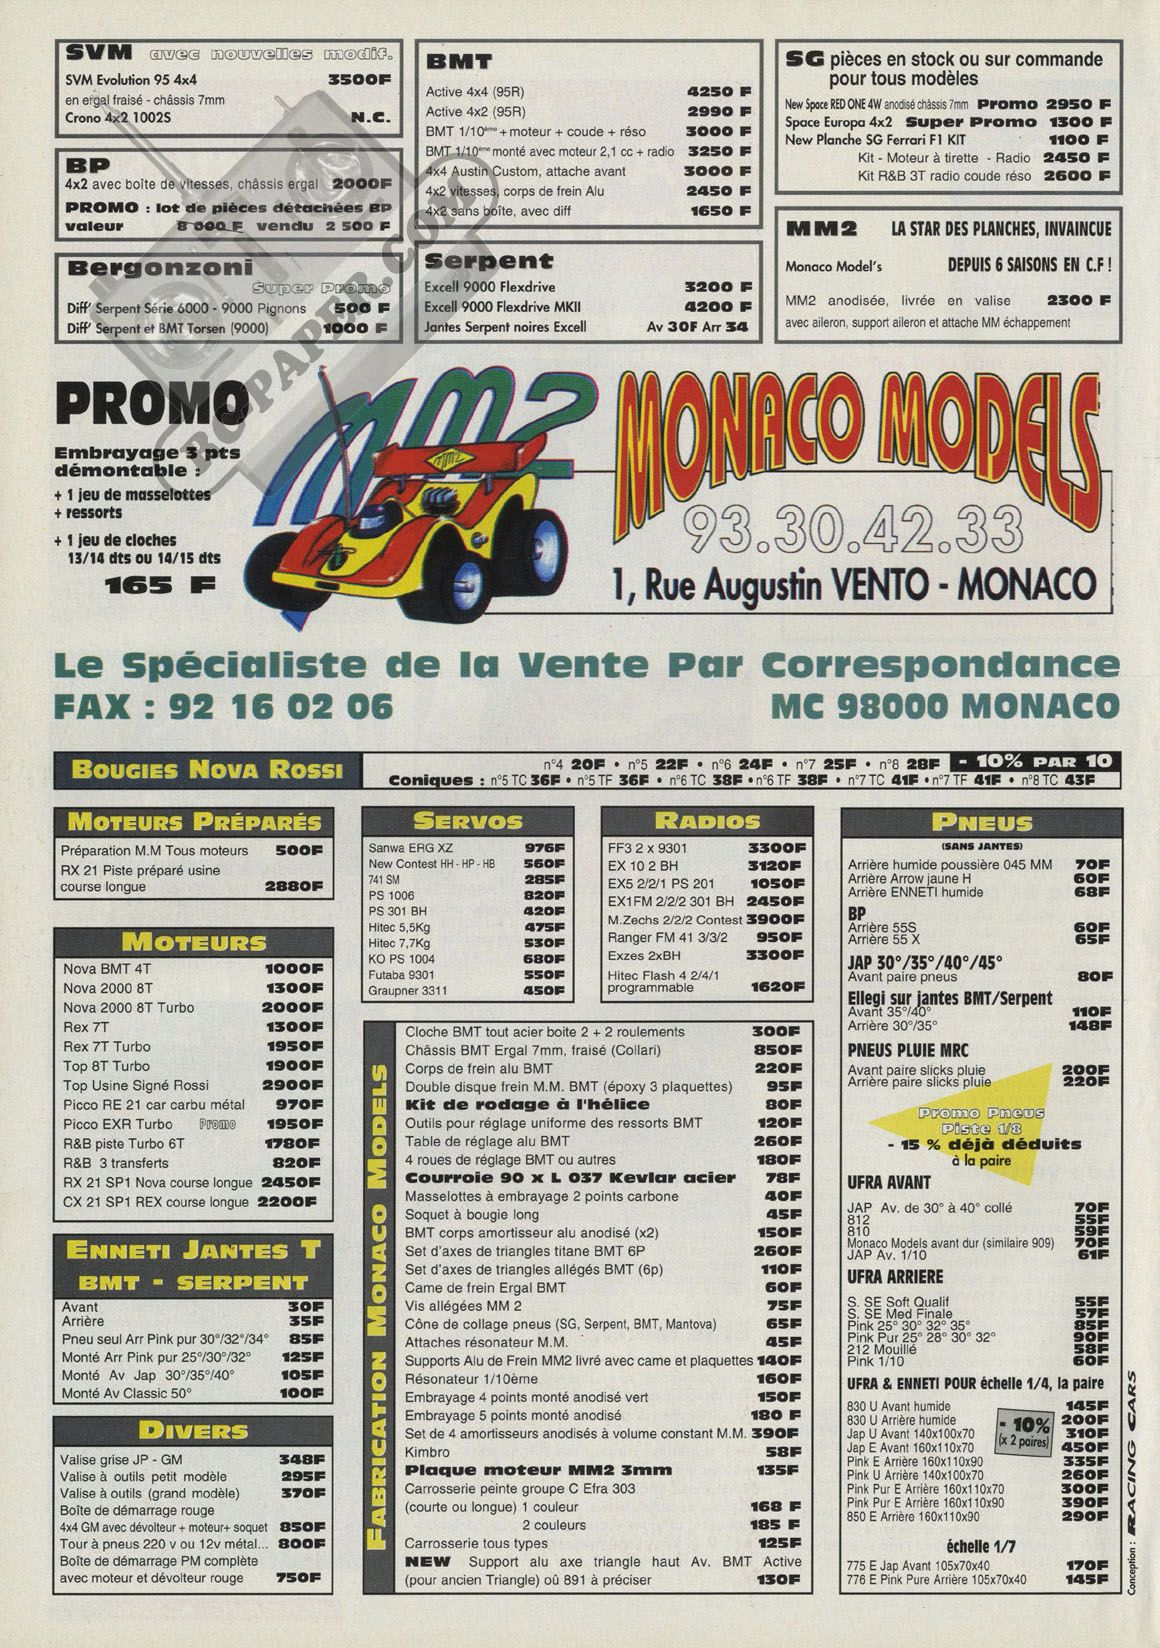 SVM avec nouvelles modif.
SVM Evolution 95 4x4 3500F
en ergal fraisé - châssis 7mm
Crono 4x2 1002S N.C.
BP
4x2 avec boîte de vitesses, châssis ergal 2000F
PROMO : lot de pièces détachées BP
valeur 8 000 F vendu 2 500 F
Bergonzoni
Super Promo
Diff' Serpent Série 6000 - 9000 Pignons 500 F
Diff' Serpent et BMT Torsen (9000) 1000 F
BMT
Active 4x4 (95R) 4250 F
Active 4x2 (95R) 2990 F
BMT 1/10ème + moteur + coude + réso 3000 F
BMT 1/10ème monté avec moteur 2,1 cc + radio 3250 F
4x4 Austin Custom, attache avant 3000 F
4x2 vitesses, corps de frein Alu 2450 F
4x2 sans boîte, avec diff 1650 F
Serpent
Excell 9000 Flexdrive 3200 F
Excell 9000 Flexdrive MKII 4200 F
Jantes Serpent noires Excell Av 30F Arr 34
SG pièces en stock ou sur commande
pour tous modèles
New Space RED ONE 4W anodisé châssis 7mm Promo 2950 F
Space Europa 4x2 Super Promo 1300 F
New Planche SG Ferrari F1 KIT 1100 F
Kit - Moteur à tirette - Radio 2450 F
Kit R&B 3T radio coude réso 2600 F
MM2 LA STAR DES PLANCHES, INVAINCUE
Monaco Model's DEPUIS 6 SAISONS EN C.F !
MM2 anodisée, livrée en valise 2300 F
avec aileron, support aileron et attache MM échappement
BOPAPER.COM
PROMO
Embrayage 3 pts
démontable :
+ 1 jeu de masselottes
+ ressorts
+ 1 jeu de cloches
13/14 dts ou 14/15 dts
165 F
MM2
MM2
MONACO MODELS
93.30.42.33
1, Rue Augustin VENTO - MONACO
Le Spécialiste de la Vente Par Correspondance
FAX : 92 16 02 06 MC 98000 MONACO
BOUGIES NOVA ROSSI
n°4 20F • n°5 22F • n°6 24F • n°7 25F • n°8 28F - 10% PAR 10
Coniques : n°5 TC 36F • n°5 TF 36F • n°6 TC 38F • n°6 TF 38F • n°7 TC 41F • n°7 TF 41F • n°8 TC 43F
MOTEURS PRÉPARÉS
Préparation M.M Tous moteurs 500F
RX 21 Piste préparé usine
course longue 2880F
MOTEURS
Nova BMT 4T 1000F
Nova 2000 8T 1300F
Nova 2000 8T Turbo 2000F
Rex 7T 1300F
Rex 7T Turbo 1950F
Top 8T Turbo 1900F
Top Usine Signé Rossi 2900F
Picco RE 21 car carbu métal 970F
Picco EXR Turbo Promo 1950F
R&B piste Turbo 6T 1780F
R&B 3 transferts 820F
RX 21 SP1 Nova course longue 2450F
CX 21 SP1 REX course longue 2200F
ENNETI JANTES T
BMT - SERPENT
Avant 30F
Arrière 35F
Pneu seul Arr Pink pur 30°/32°/34° 85F
Monté Arr Pink pur 25°/30°/32° 125F
Monté Av Jap 30°/35°/40° 105F
Monté Av Classic 50° 100F
DIVERS
Valise grise JP - GM 348F
Valise à outils petit modèle 295F
Valise à outils (grand modèle) 370F
Boîte de démarrage rouge
4x4 GM avec dévolteur + moteur+ soquet 850F
Tour à pneus 220 v ou 12v métal... 800F
Boîte de démarrage PM complète
avec moteur et dévolteur rouge 750F
SERVOS
Sanwa ERG XZ 976F
New Contest HH - HP - HB 560F
741 SM 285F
PS 1006 820F
PS 301 BH 420F
Hitec 5,5Kg 475F
Hitec 7,7Kg 530F
KO PS 1004 680F
Futaba 9301 550F
Graupner 3311 450F
RADIOS
FF3 2 x 9301 3300F
EX 10 2 BH 3120F
EX5 2/2/1 PS 201 1050F
EX1FM 2/2/2 301 BH 2450F
M.Zechs 2/2/2 Contest 3900F
Ranger FM 41 3/3/2 950F
Exzes 2xBH 3300F
Hitec Flash 4 2/4/1
programmable 1620F
FABRICATION MONACO MODELS
Cloche BMT tout acier boite 2 + 2 roulements 300F
Châssis BMT Ergal 7mm, fraisé (Collari) 850F
Corps de frein alu BMT 220F
Double disque frein M.M. BMT (époxy 3 plaquettes) 95F
Kit de rodage à l'hélice 80F
Outils pour réglage uniforme des ressorts BMT 120F
Table de réglage alu BMT 260F
4 roues de réglage BMT ou autres 180F
Courroie 90 x L 037 Kevlar acier 78F
Masselottes à embrayage 2 points carbone 40F
Soquet à bougie long 45F
BMT corps amortisseur alu anodisé (x2) 150F
Set d'axes de triangles titane BMT 6P 260F
Set d'axes de triangles allégés BMT (6p) 110F
Came de frein Ergal BMT 60F
Vis allégées MM 2 75F
Cône de collage pneus (SG, Serpent, BMT, Mantova) 65F
Attaches résonateur M.M. 45F
Supports Alu de Frein MM2 livré avec came et plaquettes 140F
Résonateur 1/10ème 160F
Embrayage 4 points monté anodisé vert 150F
Embrayage 5 points monté anodisé 180 F
Set de 4 amortisseurs anodisés à volume constant M.M. 390F
Kimbro 58F
Plaque moteur MM2 3mm 135F
Carrosserie peinte groupe C Efra 303
(courte ou longue) 1 couleur 168 F
2 couleurs 185 F
Carrosserie tous types 125F
NEW Support alu axe triangle haut Av. BMT Active
(pour ancien Triangle) où 891 à préciser 130F
PNEUS
(SANS JANTES)
Arrière humide poussière 045 MM 70F
Arrière Arrow jaune H 60F
Arrière ENNETI humide 68F
BP
Arrière 55S 60F
Arrière 55 X 65F
JAP 30°/35°/40°/45°
Avant paire pneus 80F
Ellegi sur jantes BMT/Serpent
Avant 35°/40° 110F
Arrière 30°/35° 148F
PNEUS PLUIE MRC
Avant paire slicks pluie 200F
Arrière paire slicks pluie 220F
Promo Pneus
Piste 1/8
- 15 % déjà déduits
à la paire
UFRA AVANT
JAP Av. de 30° à 40° collé 70F
812 55F
810 59F
Monaco Models avant dur (similaire 909) 70F
JAP Av. 1/10 61F
UFRA ARRIERE
S. SE Soft Qualif 55F
S. SE Med Finale 57F
Pink 25° 30° 32° 35° 85F
Pink Pur 25° 28° 30° 32° 90F
212 Mouillé 58F
Pink 1/10 60F
UFRA & ENNETI POUR échelle 1/4, la paire
830 U Avant humide 145F
830 U Arrière humide 200F
Jap U Avant 140x100x70 310F
Jap E Avant 160x110x70 450F
Pink E Arrière 160x110x90 335F
Pink U Arrière 140x100x70 260F
Pink Pur E Arrière 160x110x70 300F
Pink Pur E Arrière 160x110x90 390F
850 E Arrière 160x110x90 290F
- 10%
(x 2 paires)
échelle 1/7
775 E Jap Avant 105x70x40 170F
776 E Pink Pure Arrière 105x70x40 145F
Conception : RACING CARS